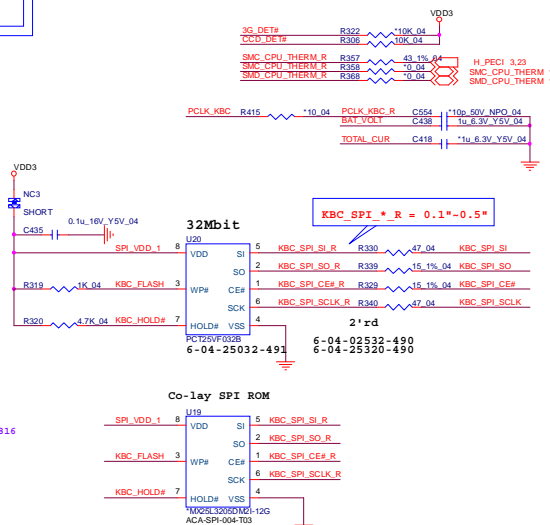 VDD3
3G_DET# R322 *10K_04
CCD_DET# R306 10K_04
SMC_CPU_THERM_R R357 43_1%_04 H_PECI 3,23
SMC_CPU_THERM_R R358 *0_04 SMC_CPU_THERM
SMD_CPU_THERM_R R368 *0_04 SMD_CPU_THERM
PCLK_KBC R415 *10_04 PCLK_KBC_R C554 *10p_50V_NPO_04
BAT_VOLT C438 1u_6.3V_Y5V_04
TOTAL_CUR C418 *1u_6.3V_Y5V_04
VDD3
NC3
SHORT
C435 0.1u_16V_Y5V_04
KBC_SPI_*_R = 0.1"~0.5"
32Mbit
U20
SPI_VDD_1 8 VDD SI 5 KBC_SPI_SI_R R330 47_04 KBC_SPI_SI
SO 2 KBC_SPI_SO_R R339 15_1%_04 KBC_SPI_SO
R319 1K_04 KBC_FLASH 3 WP# CE# 1 KBC_SPI_CE#_R R329 15_1%_04 KBC_SPI_CE#
SCK 6 KBC_SPI_SCLK_R R340 47_04 KBC_SPI_SCLK
R320 4.7K_04 KBC_HOLD# 7 HOLD# VSS 4
2'rd
PCT25VF032B
6-04-25032-491
6-04-02532-490
6-04-25320-490
Co-lay SPI ROM
U19
SPI_VDD_1 8 VDD SI 5 KBC_SPI_SI_R
SO 2 KBC_SPI_SO_R
816
KBC_FLASH 3 WP# CE# 1 KBC_SPI_CE#_R
SCK 6 KBC_SPI_SCLK_R
KBC_HOLD# 7 HOLD# VSS 4
*MX25L3205DM2I-12G
ACA-SPI-004-T03